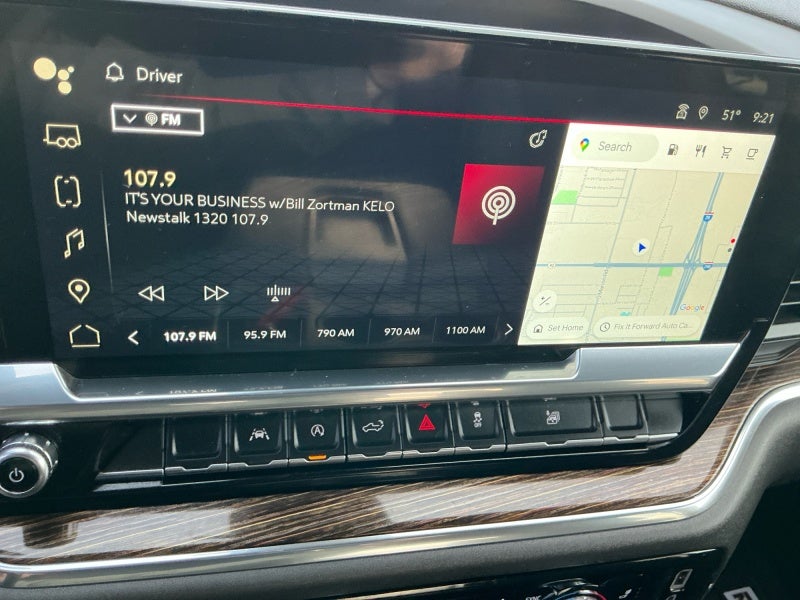 Driver
51° 9:21
FM
Search
107.9
IT'S YOUR BUSINESS w/Bill Zortman KELO
Newstalk 1320 107.9
Google
Set Home
Fix it Forward Auto Ca...
107.9 FM
95.9 FM
790 AM
970 AM
1100 AM
A
SYNC